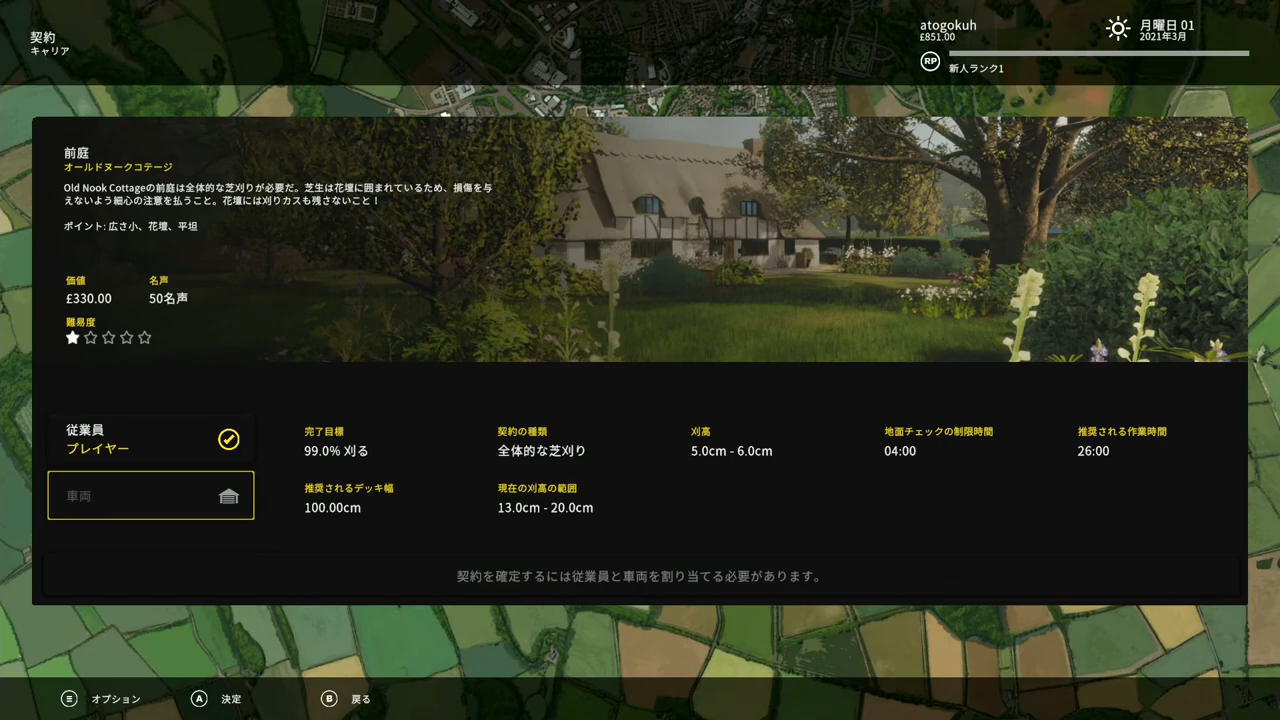 契約
キャリア
atogokuh
£851.00
月曜日 01
2021年3月
RP
新人ランク1
前庭
オールドヌークコテージ
Old Nook Cottageの前庭は全体的な芝刈りが必要だ。芝生は花壇に囲まれているため、損傷を与
えないよう細心の注意を払うこと。花壇には刈りカスも残さないこと！
ポイント: 広さ小、花壇、平坦
価値
£330.00
名声
50名声
難易度
従業員
プレイヤー
車両
完了目標
99.0% 刈る
契約の種類
全体的な芝刈り
刈高
5.0cm - 6.0cm
地面チェックの制限時間
04:00
推奨される作業時間
26:00
推奨されるデッキ幅
100.00cm
現在の刈高の範囲
13.0cm - 20.0cm
契約を確定するには従業員と車両を割り当てる必要があります。
オプション
A 決定
B 戻る